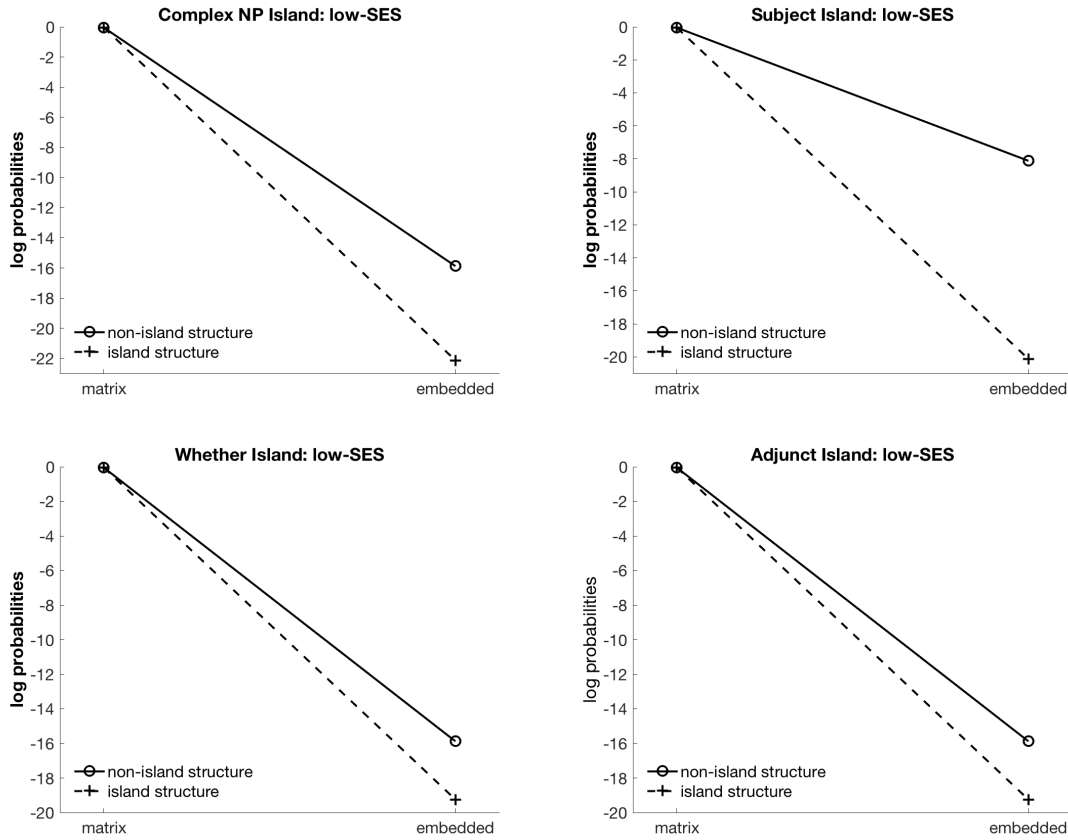 Complex NP Island: low-SES
0
-2
-4
-6
-8
-10
-12
-14
-16
-18
-20
-22
log probabilities
non-island structure
island structure
matrix embedded
Subject Island: low-SES
0
-2
-4
-6
-8
-10
-12
-14
-16
-18
-20
log probabilities
non-island structure
island structure
matrix embedded
Whether Island: low-SES
0
-2
-4
-6
-8
-10
-12
-14
-16
-18
-20
log probabilities
non-island structure
island structure
matrix embedded
Adjunct Island: low-SES
0
-2
-4
-6
-8
-10
-12
-14
-16
-18
-20
log probabilities
non-island structure
island structure
matrix embedded